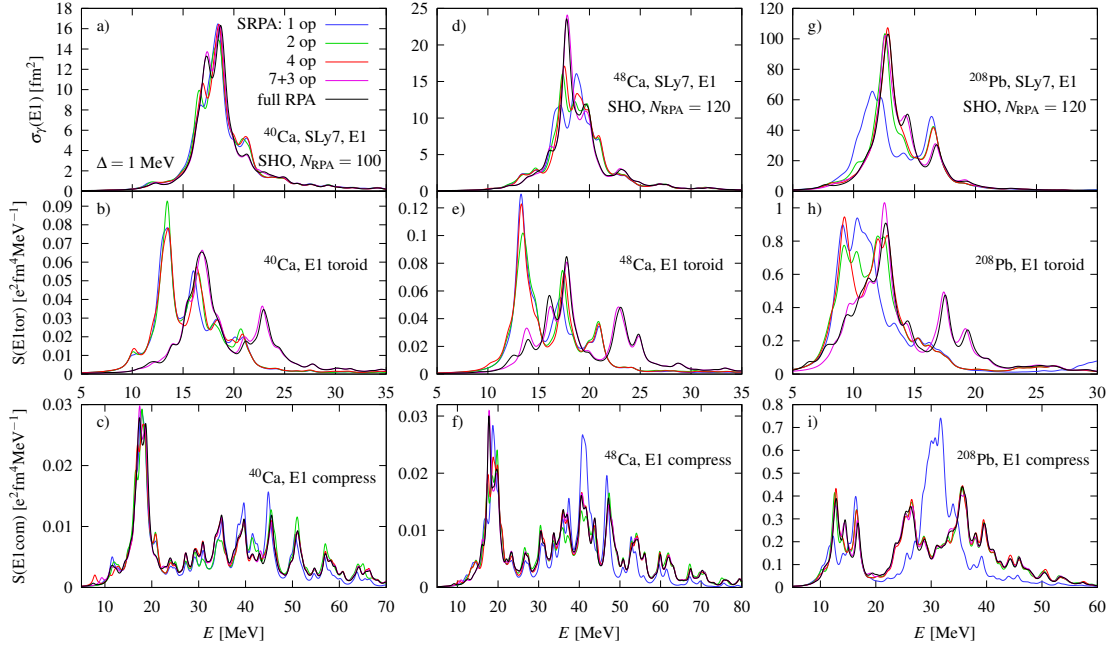 a)
SRPA: 1 op
2 op
4 op
7+3 op
full RPA
⁴⁰Ca, SLy7, E1
Δ = 1 MeV
SHO, N_RPA = 100
σγ(E1) [fm²]
18
16
14
12
10
8
6
4
2
0
d)
⁴⁸Ca, SLy7, E1
SHO, N_RPA = 120
25
20
15
10
5
0
g)
²⁰⁸Pb, SLy7, E1
SHO, N_RPA = 120
120
100
80
60
40
20
0
b)
⁴⁰Ca, E1 toroid
S(E1tor) [e²fm⁴MeV⁻¹]
0.09
0.08
0.07
0.06
0.05
0.04
0.03
0.02
0.01
0
5 10 15 20 25 30 35
e)
⁴⁸Ca, E1 toroid
0.12
0.1
0.08
0.06
0.04
0.02
0
5 10 15 20 25 30 35
h)
²⁰⁸Pb, E1 toroid
1
0.8
0.6
0.4
0.2
0
5 10 15 20 25 30
c)
⁴⁰Ca, E1 compress
S(E1com) [e²fm⁴MeV⁻¹]
0.03
0.02
0.01
0
10 20 30 40 50 60 70
E [MeV]
f)
⁴⁸Ca, E1 compress
0.03
0.02
0.01
0
10 20 30 40 50 60 70 80
E [MeV]
i)
²⁰⁸Pb, E1 compress
0.8
0.7
0.6
0.5
0.4
0.3
0.2
0.1
0
10 20 30 40 50 60
E [MeV]